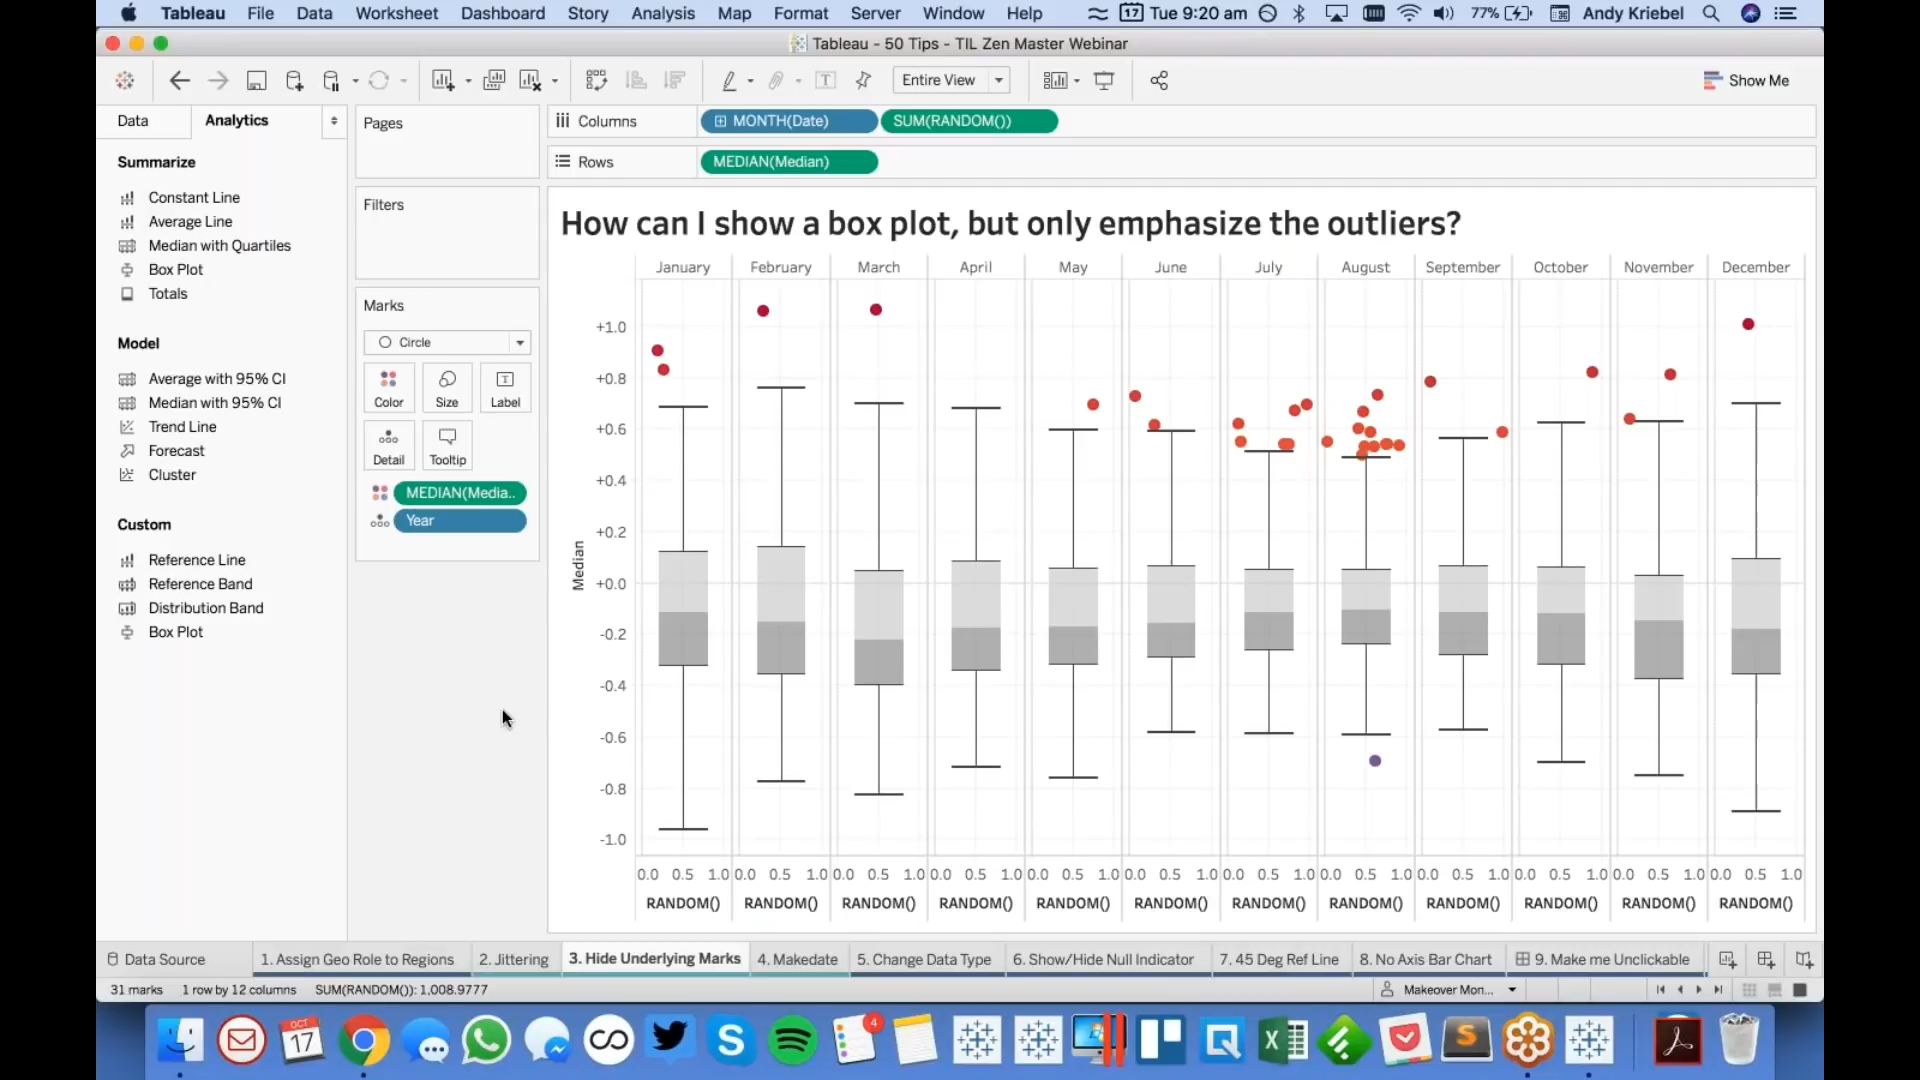 Tableau File Data Worksheet Dashboard Story Analysis Map Format Server Window Help 17 Tue 9:20 am 77% Andy Kriebel
Tableau - 50 Tips - TIL Zen Master Webinar
Entire View Show Me
Data Analytics
Pages
Columns MONTH(Date) SUM(RANDOM())
Rows MEDIAN(Median)
Summarize
Constant Line
Average Line
Median with Quartiles
Box Plot
Totals
Model
Average with 95% CI
Median with 95% CI
Trend Line
Forecast
Cluster
Custom
Reference Line
Reference Band
Distribution Band
Box Plot
Filters
Marks
Circle
Color Size Label
Detail Tooltip
MEDIAN(Media..
Year
How can I show a box plot, but only emphasize the outliers?
January February March April May June July August September October November December
+1.0
+0.8
+0.6
+0.4
+0.2
+0.0
-0.2
-0.4
-0.6
-0.8
-1.0
Median
0.0 0.5 1.0 0.0 0.5 1.0 0.0 0.5 1.0 0.0 0.5 1.0 0.0 0.5 1.0 0.0 0.5 1.0 0.0 0.5 1.0 0.0 0.5 1.0 0.0 0.5 1.0 0.0 0.5 1.0 0.0 0.5 1.0 0.0 0.5 1.0
RANDOM() RANDOM() RANDOM() RANDOM() RANDOM() RANDOM() RANDOM() RANDOM() RANDOM() RANDOM() RANDOM() RANDOM()
Data Source 1. Assign Geo Role to Regions 2. Jittering 3. Hide Underlying Marks 4. Makedate 5. Change Data Type 6. Show/Hide Null Indicator 7. 45 Deg Ref Line 8. No Axis Bar Chart 9. Make me Unclickable
31 marks 1 row by 12 columns SUM(RANDOM()): 1,008.9777 Makeover Mon...
OCT
17
4